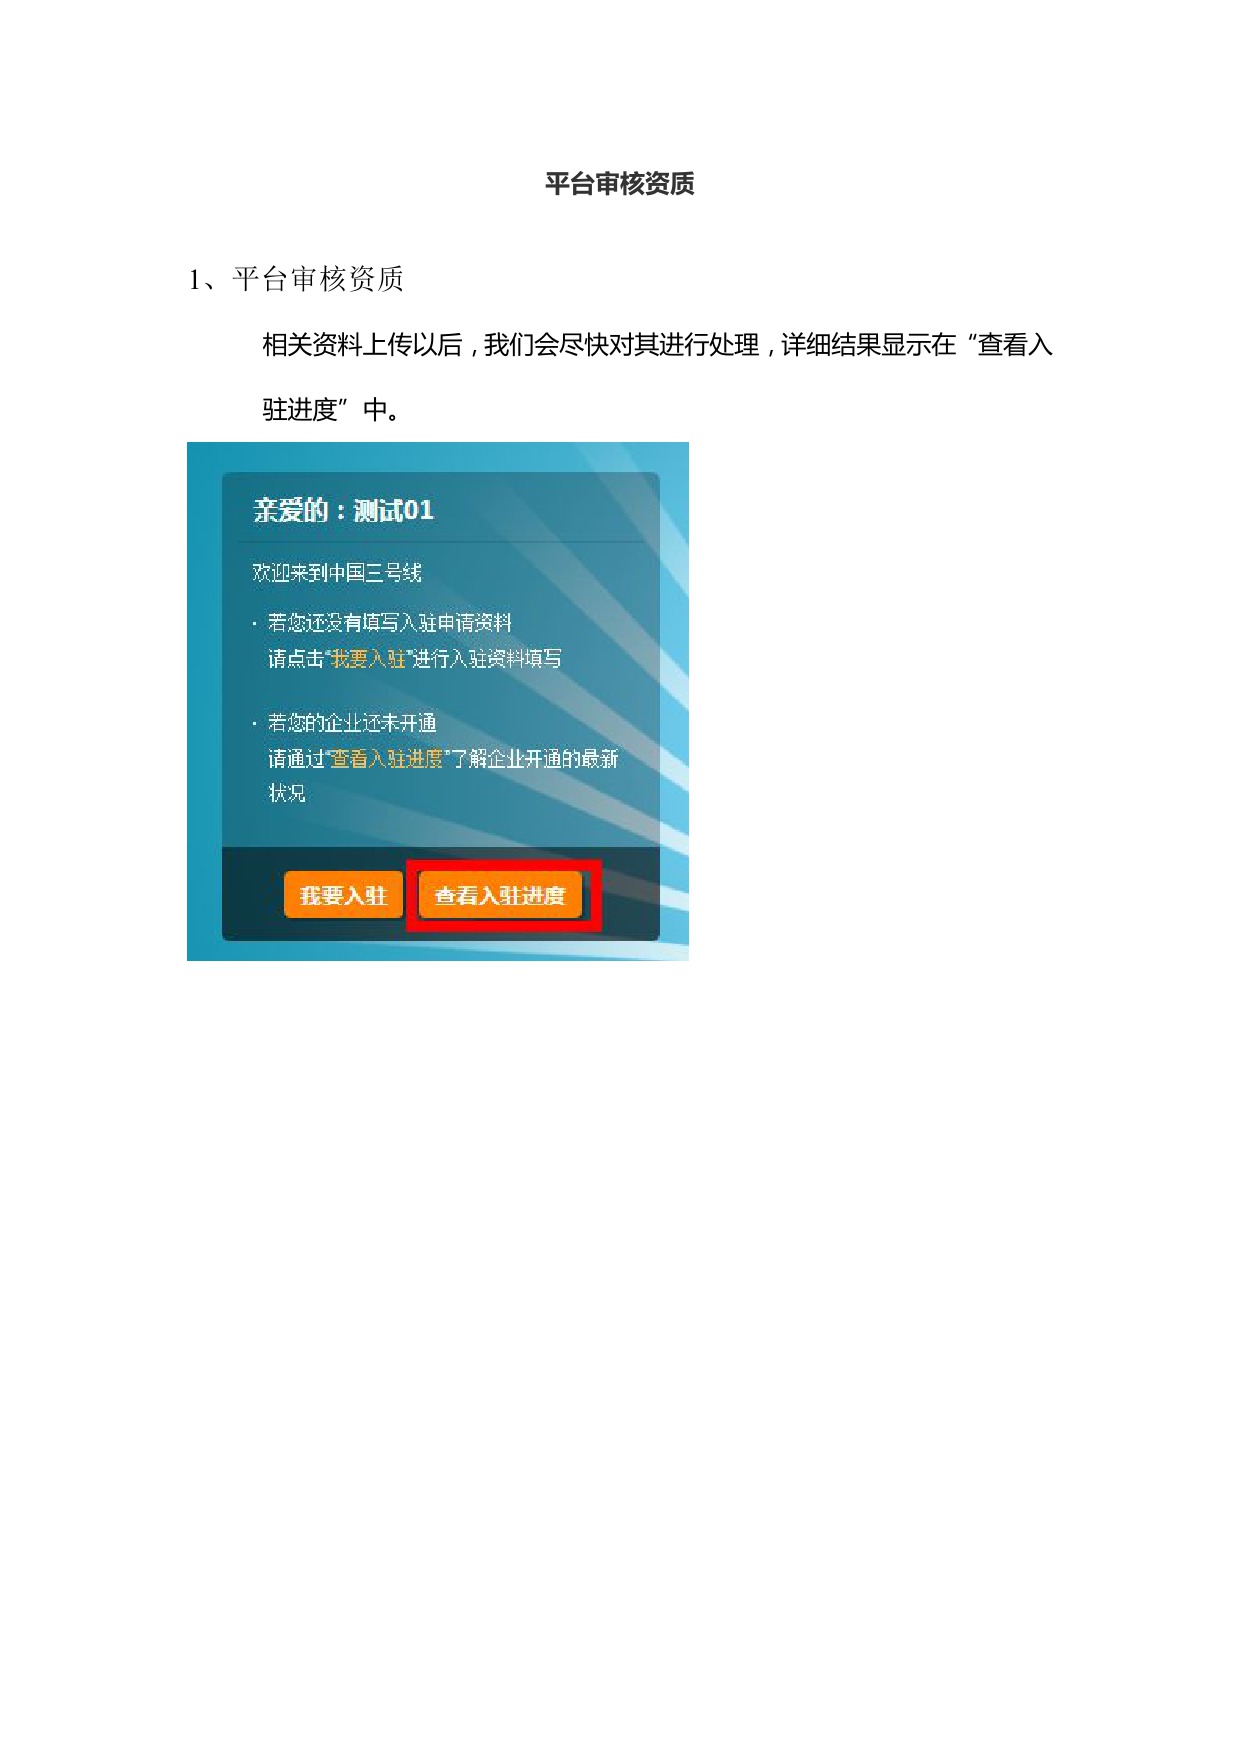 平台审核资质
1、平台审核资质
相关资料上传以后，我们会尽快对其进行处理，详细结果显示在“查看入
驻进度”中。
亲爱的：测试01
欢迎来到中国三号线
· 若您还没有填写入驻申请资料
请点击“我要入驻”进行入驻资料填写
· 若您的企业还未开通
请通过“查看入驻进度”了解企业开通的最新
状况
我要入驻 查看入驻进度